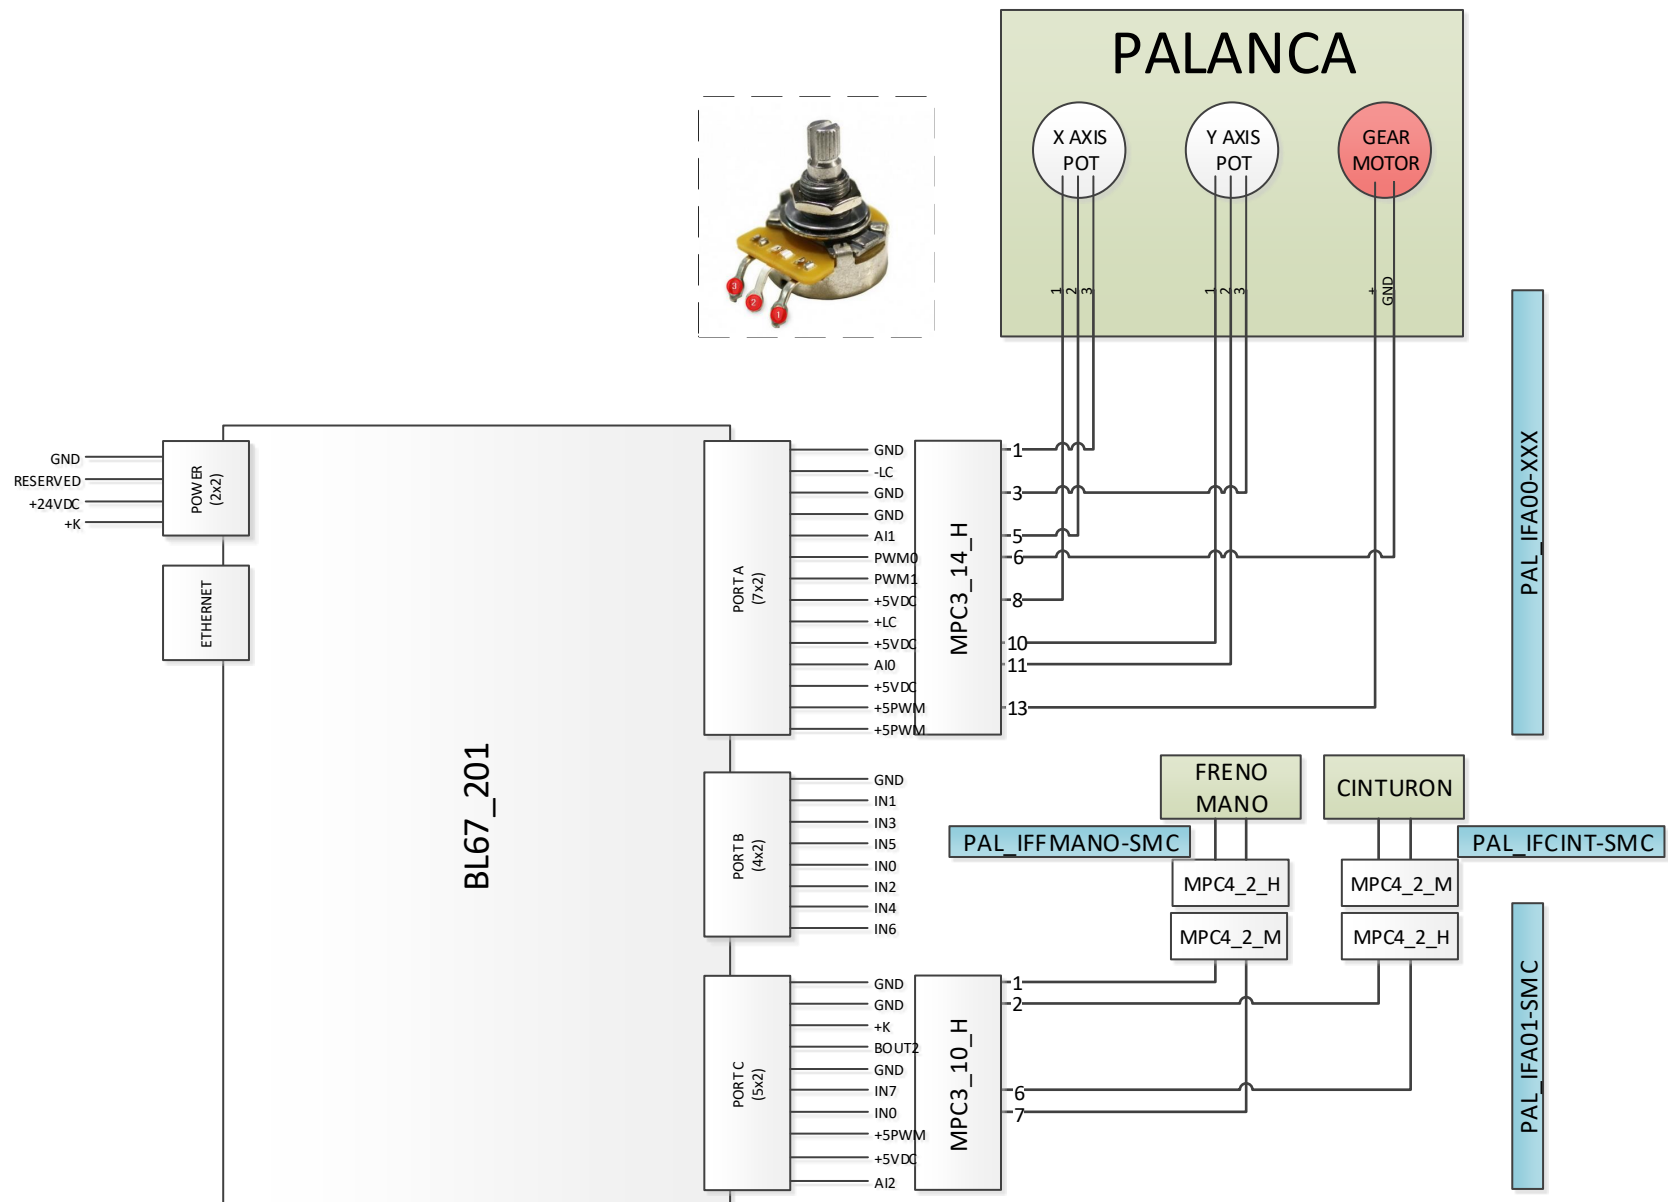 PALANCA
X AXIS
POT
Y AXIS
POT
GEAR
MOTOR
1
2
3
1
2
3
+
GND
3
2
1
PAL_IFA00-XXX
GND
RESERVED
+24VDC
+K
POWER
(2x2)
ETHERNET
BL67_201
PORT A
(7x2)
GND
-LC
GND
GND
AI1
PWM0
PWM1
+5VDC
+LC
+5VDC
AI0
+5VDC
+5PWM
+5PWM
MPC3_14_H
1
3
5
6
8
10
11
13
PORT B
(4x2)
GND
IN1
IN3
IN5
IN0
IN2
IN4
IN6
FRENO
MANO
CINTURON
PAL_IFFMANO-SMC
PAL_IFCINT-SMC
MPC4_2_H
MPC4_2_M
MPC4_2_M
MPC4_2_H
PORT C
(5x2)
GND
GND
+K
BOUT2
GND
IN7
IN0
+5PWM
+5VDC
AI2
MPC3_10_H
1
2
6
7
PAL_IFA01-SMC